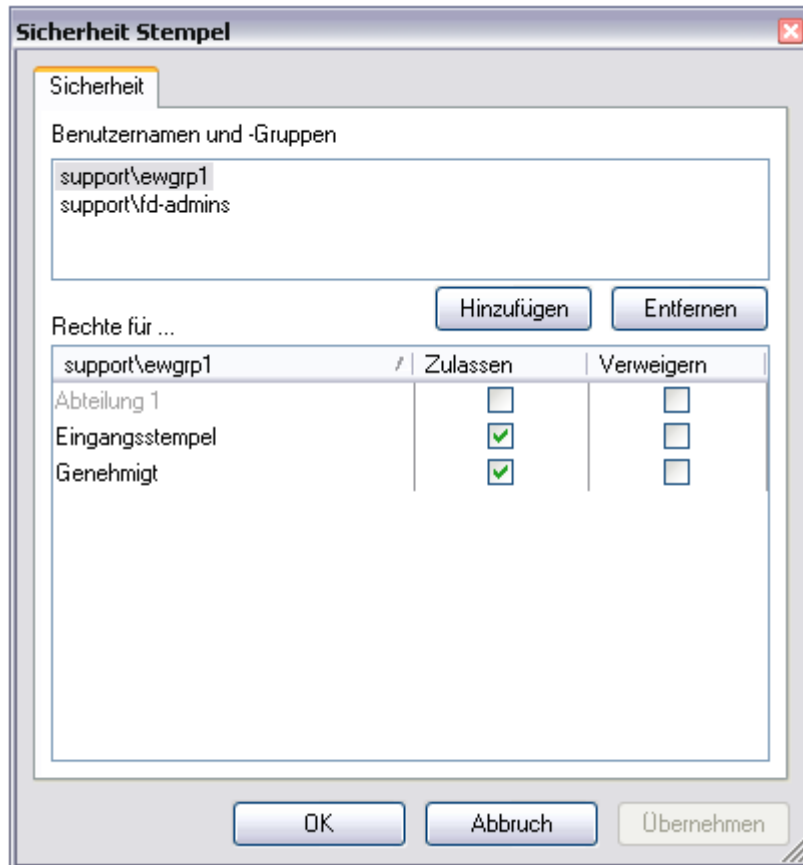 Sicherheit Stempel
Sicherheit
Benutzernamen und -Gruppen
support\ewgrp1
support\fd-admins
Hinzufügen Entfernen
Rechte für ...
support\ewgrp1 / Zulassen Verweigern
Abteilung 1
Eingangsstempel
Genehmigt
OK Abbruch Übernehmen